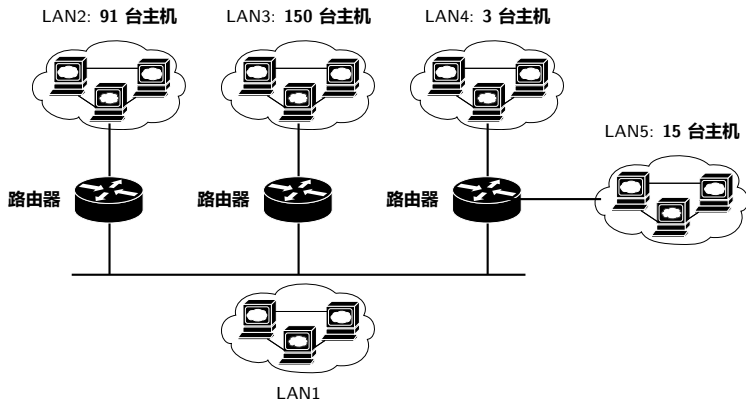 LAN2: 91 台主机
LAN3: 150 台主机
LAN4: 3 台主机
LAN5: 15 台主机
路由器
路由器
路由器
LAN1